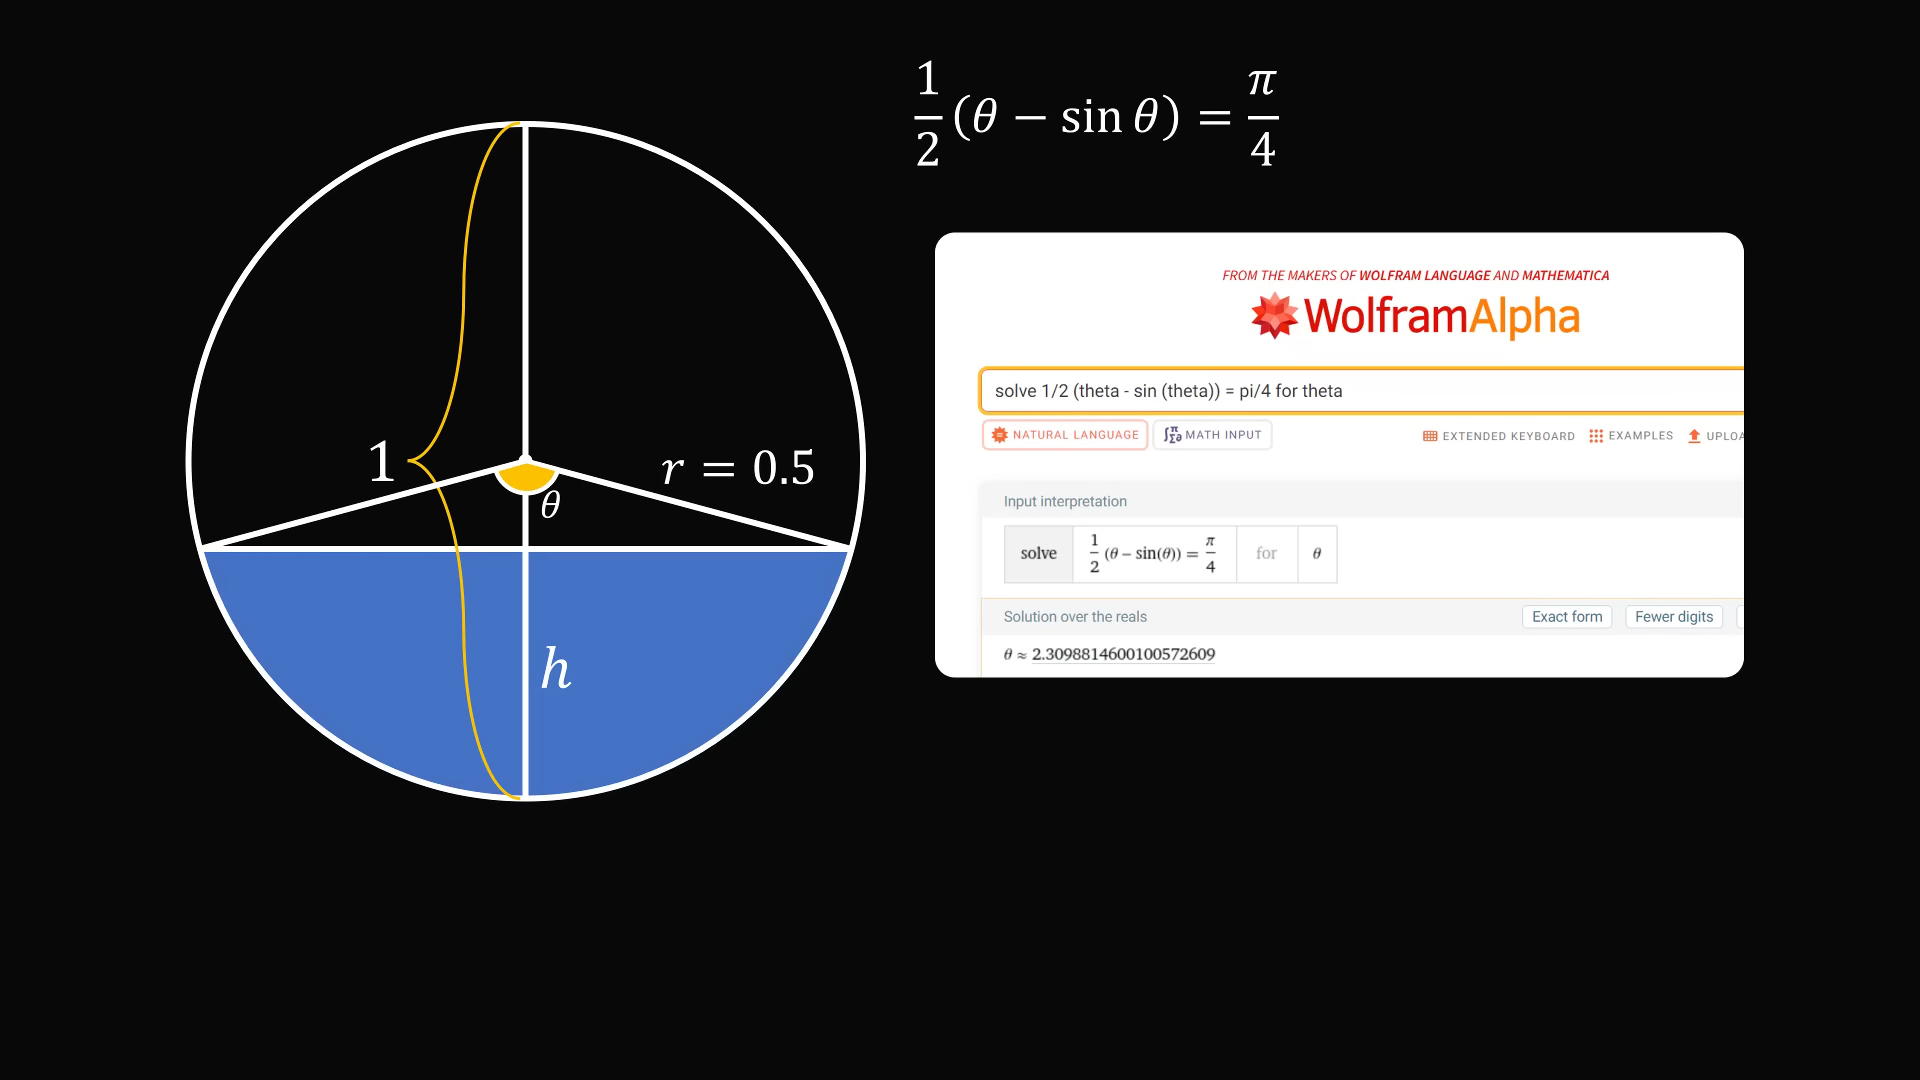 1/2 (θ − sin θ) = π/4
1
r = 0.5
θ
h
FROM THE MAKERS OF WOLFRAM LANGUAGE AND MATHEMATICA
WolframAlpha
solve 1/2 (theta - sin (theta)) = pi/4 for theta
NATURAL LANGUAGE MATH INPUT EXTENDED KEYBOARD EXAMPLES UPLOA
Input interpretation
solve 1/2 (θ − sin(θ)) = π/4 for θ
Solution over the reals Exact form Fewer digits
θ ≈ 2.3098814600100572609